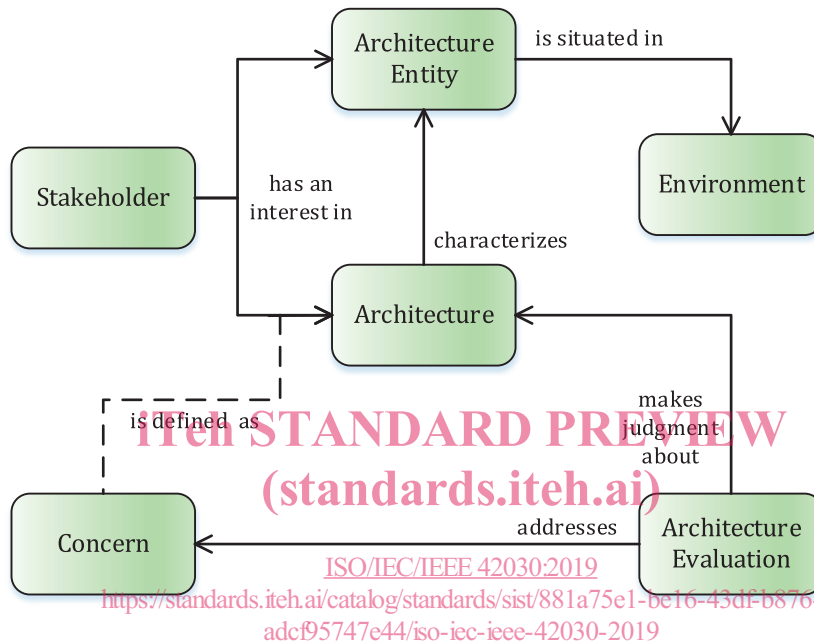 Architecture
Entity
is situated in
Stakeholder
has an
interest in
Environment
characterizes
Architecture
makes
judgment
about
is defined as
iTeh STANDARD PREVIEW
(standards.iteh.ai)
Concern
addresses
Architecture
Evaluation
ISO/IEC/IEEE 42030:2019
https://standards.iteh.ai/catalog/standards/sist/881a75e1-be16-43df-b876-
adcf95747e44/iso-iec-ieee-42030-2019